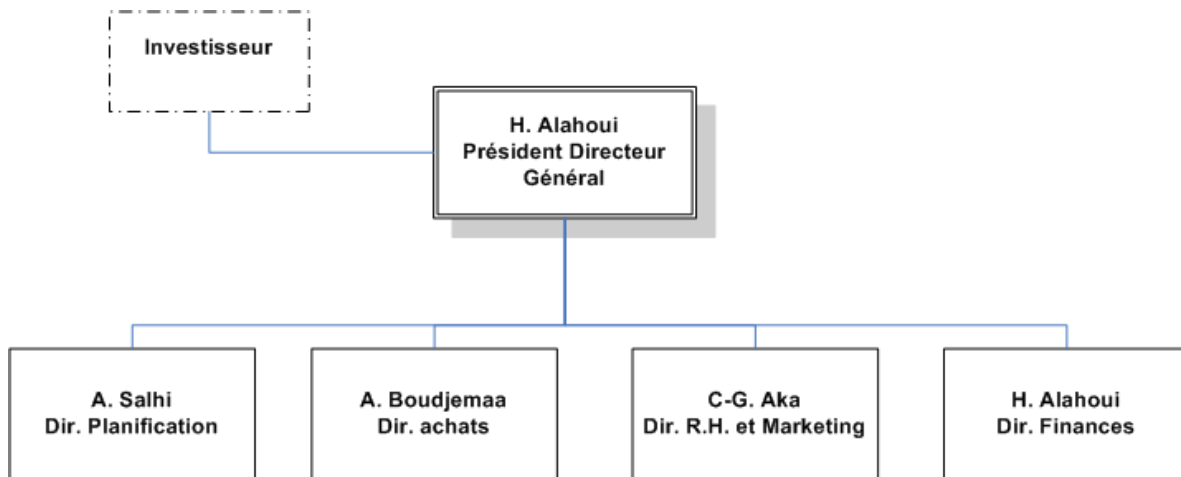 Investisseur
H. Alahoui
Président Directeur
Général
A. Salhi
Dir. Planification
A. Boudjemaa
Dir. achats
C-G. Aka
Dir. R.H. et Marketing
H. Alahoui
Dir. Finances